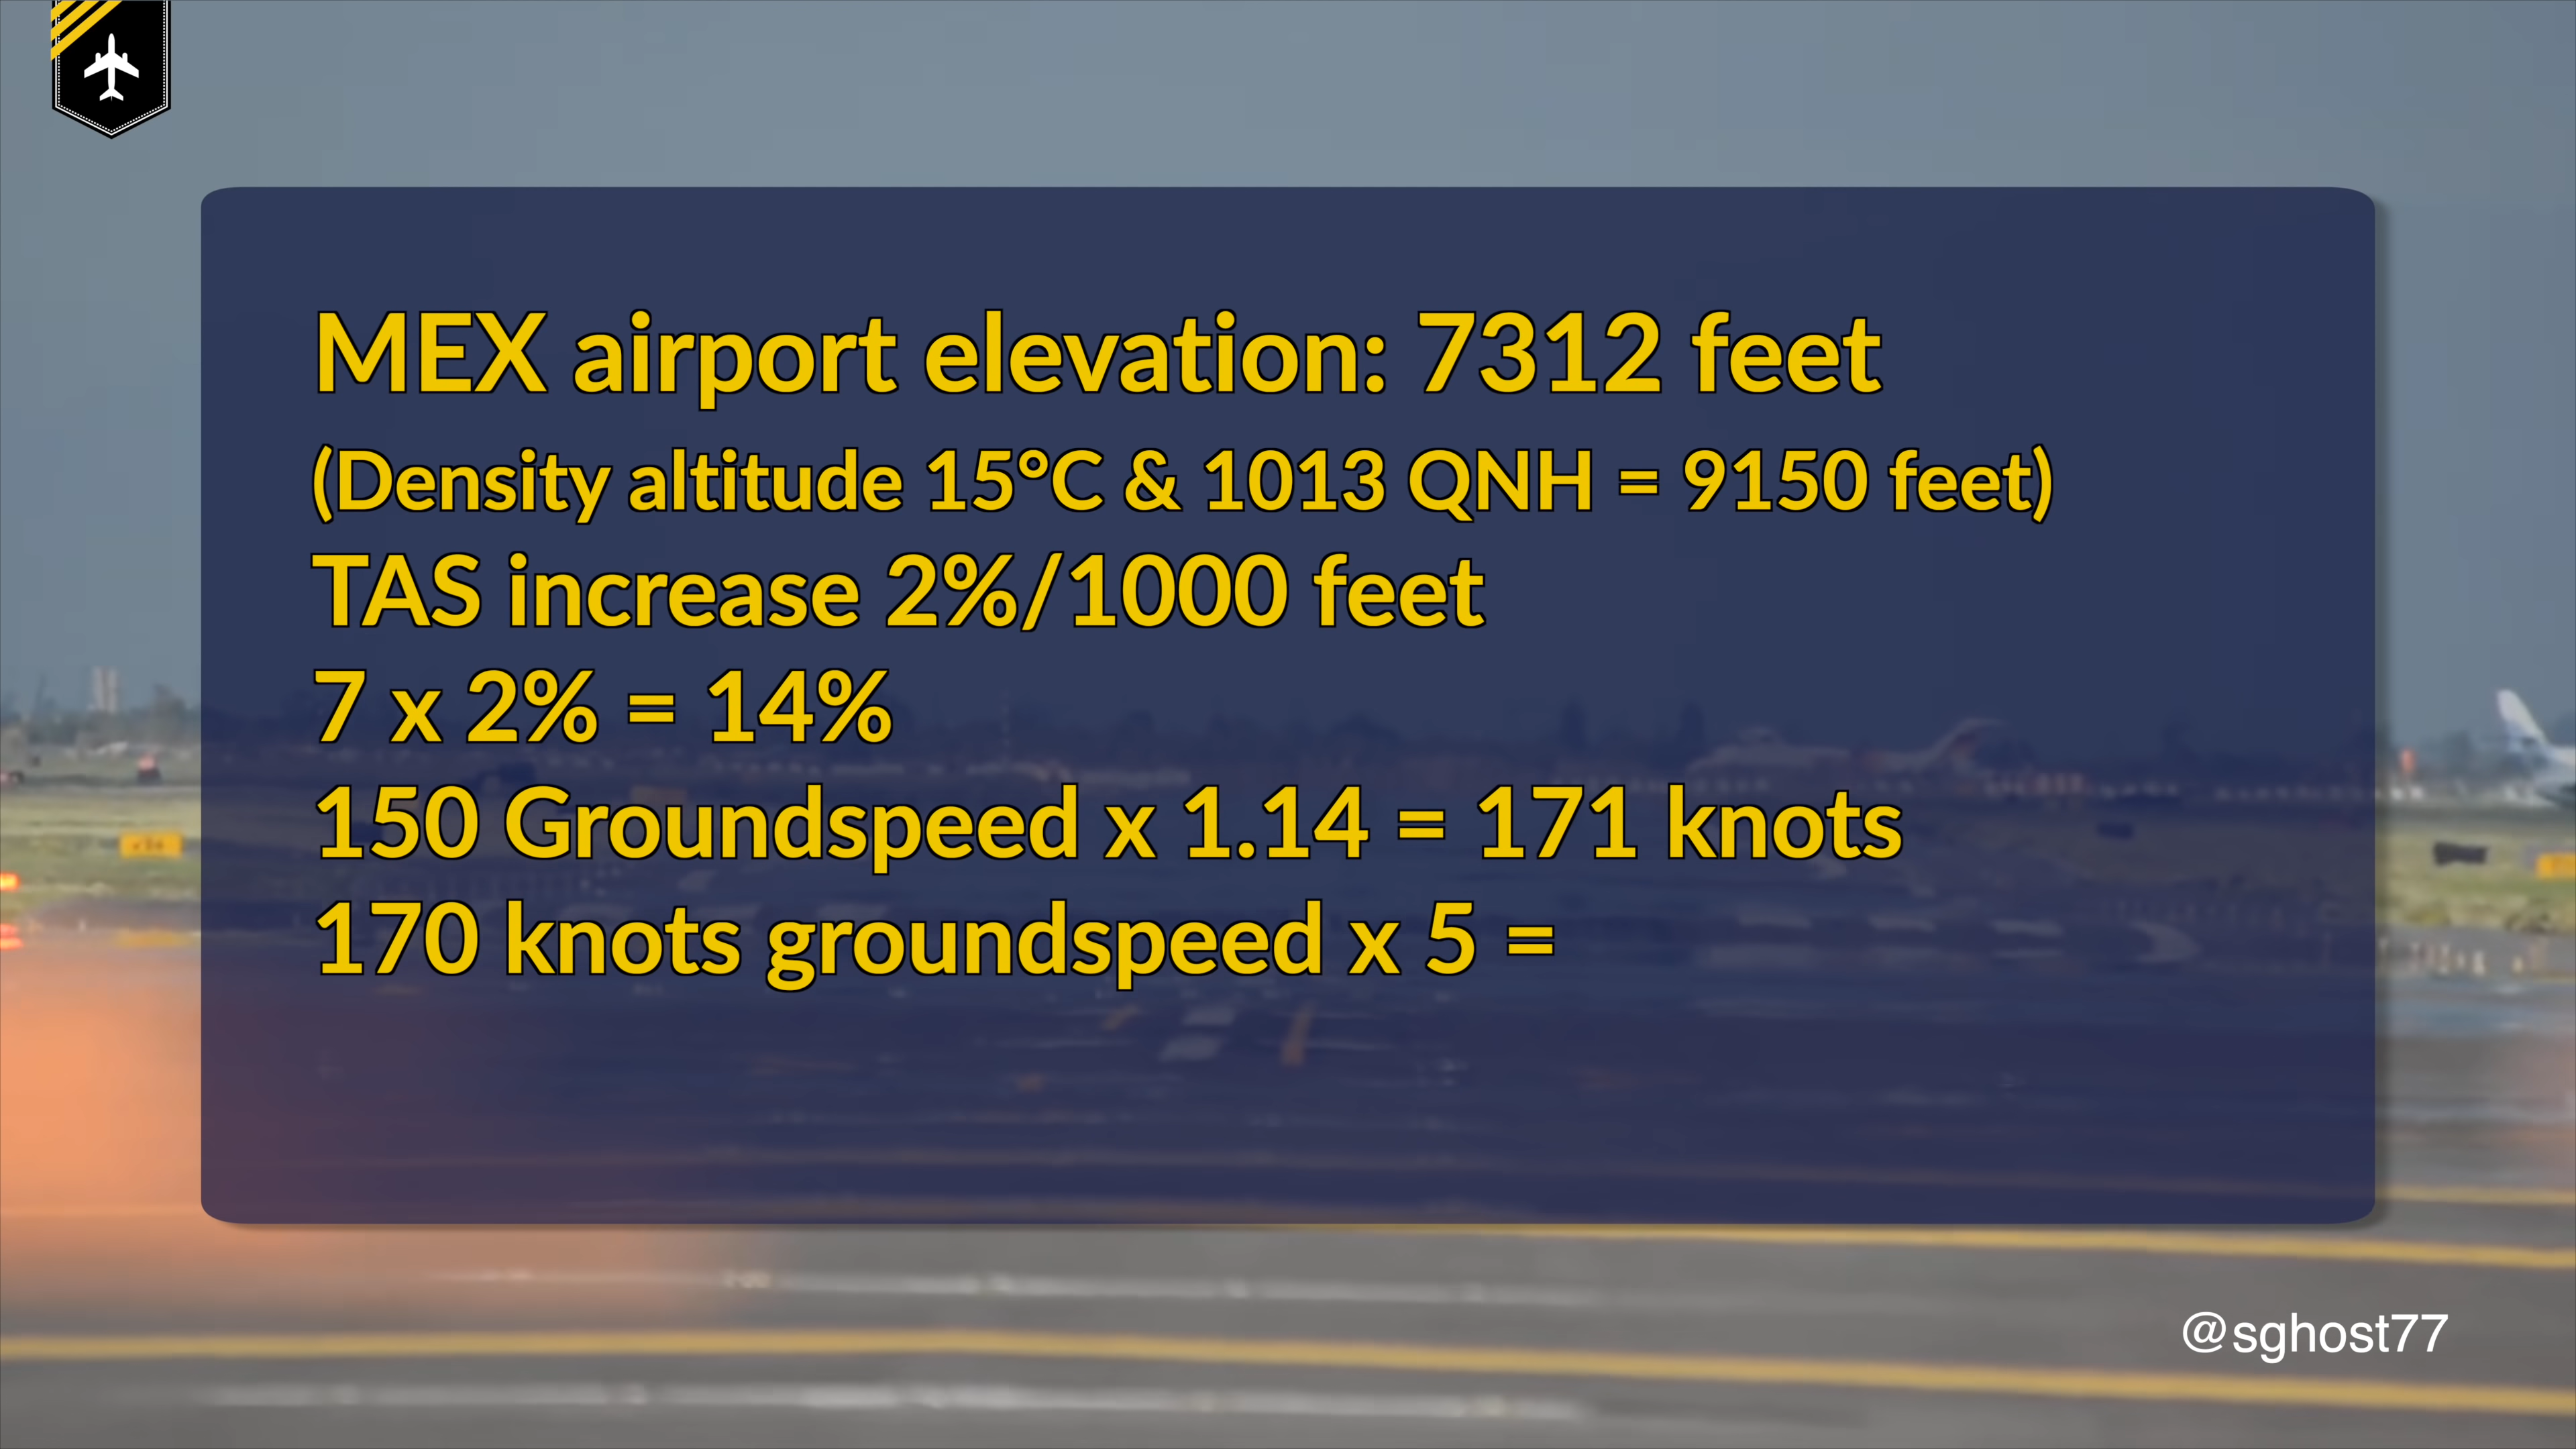 MEX airport elevation: 7312 feet
(Density altitude 15°C & 1013 QNH = 9150 feet)
TAS increase 2%/1000 feet
7 x 2% = 14%
150 Groundspeed x 1.14 = 171 knots
170 knots groundspeed x 5 =
@sghost77